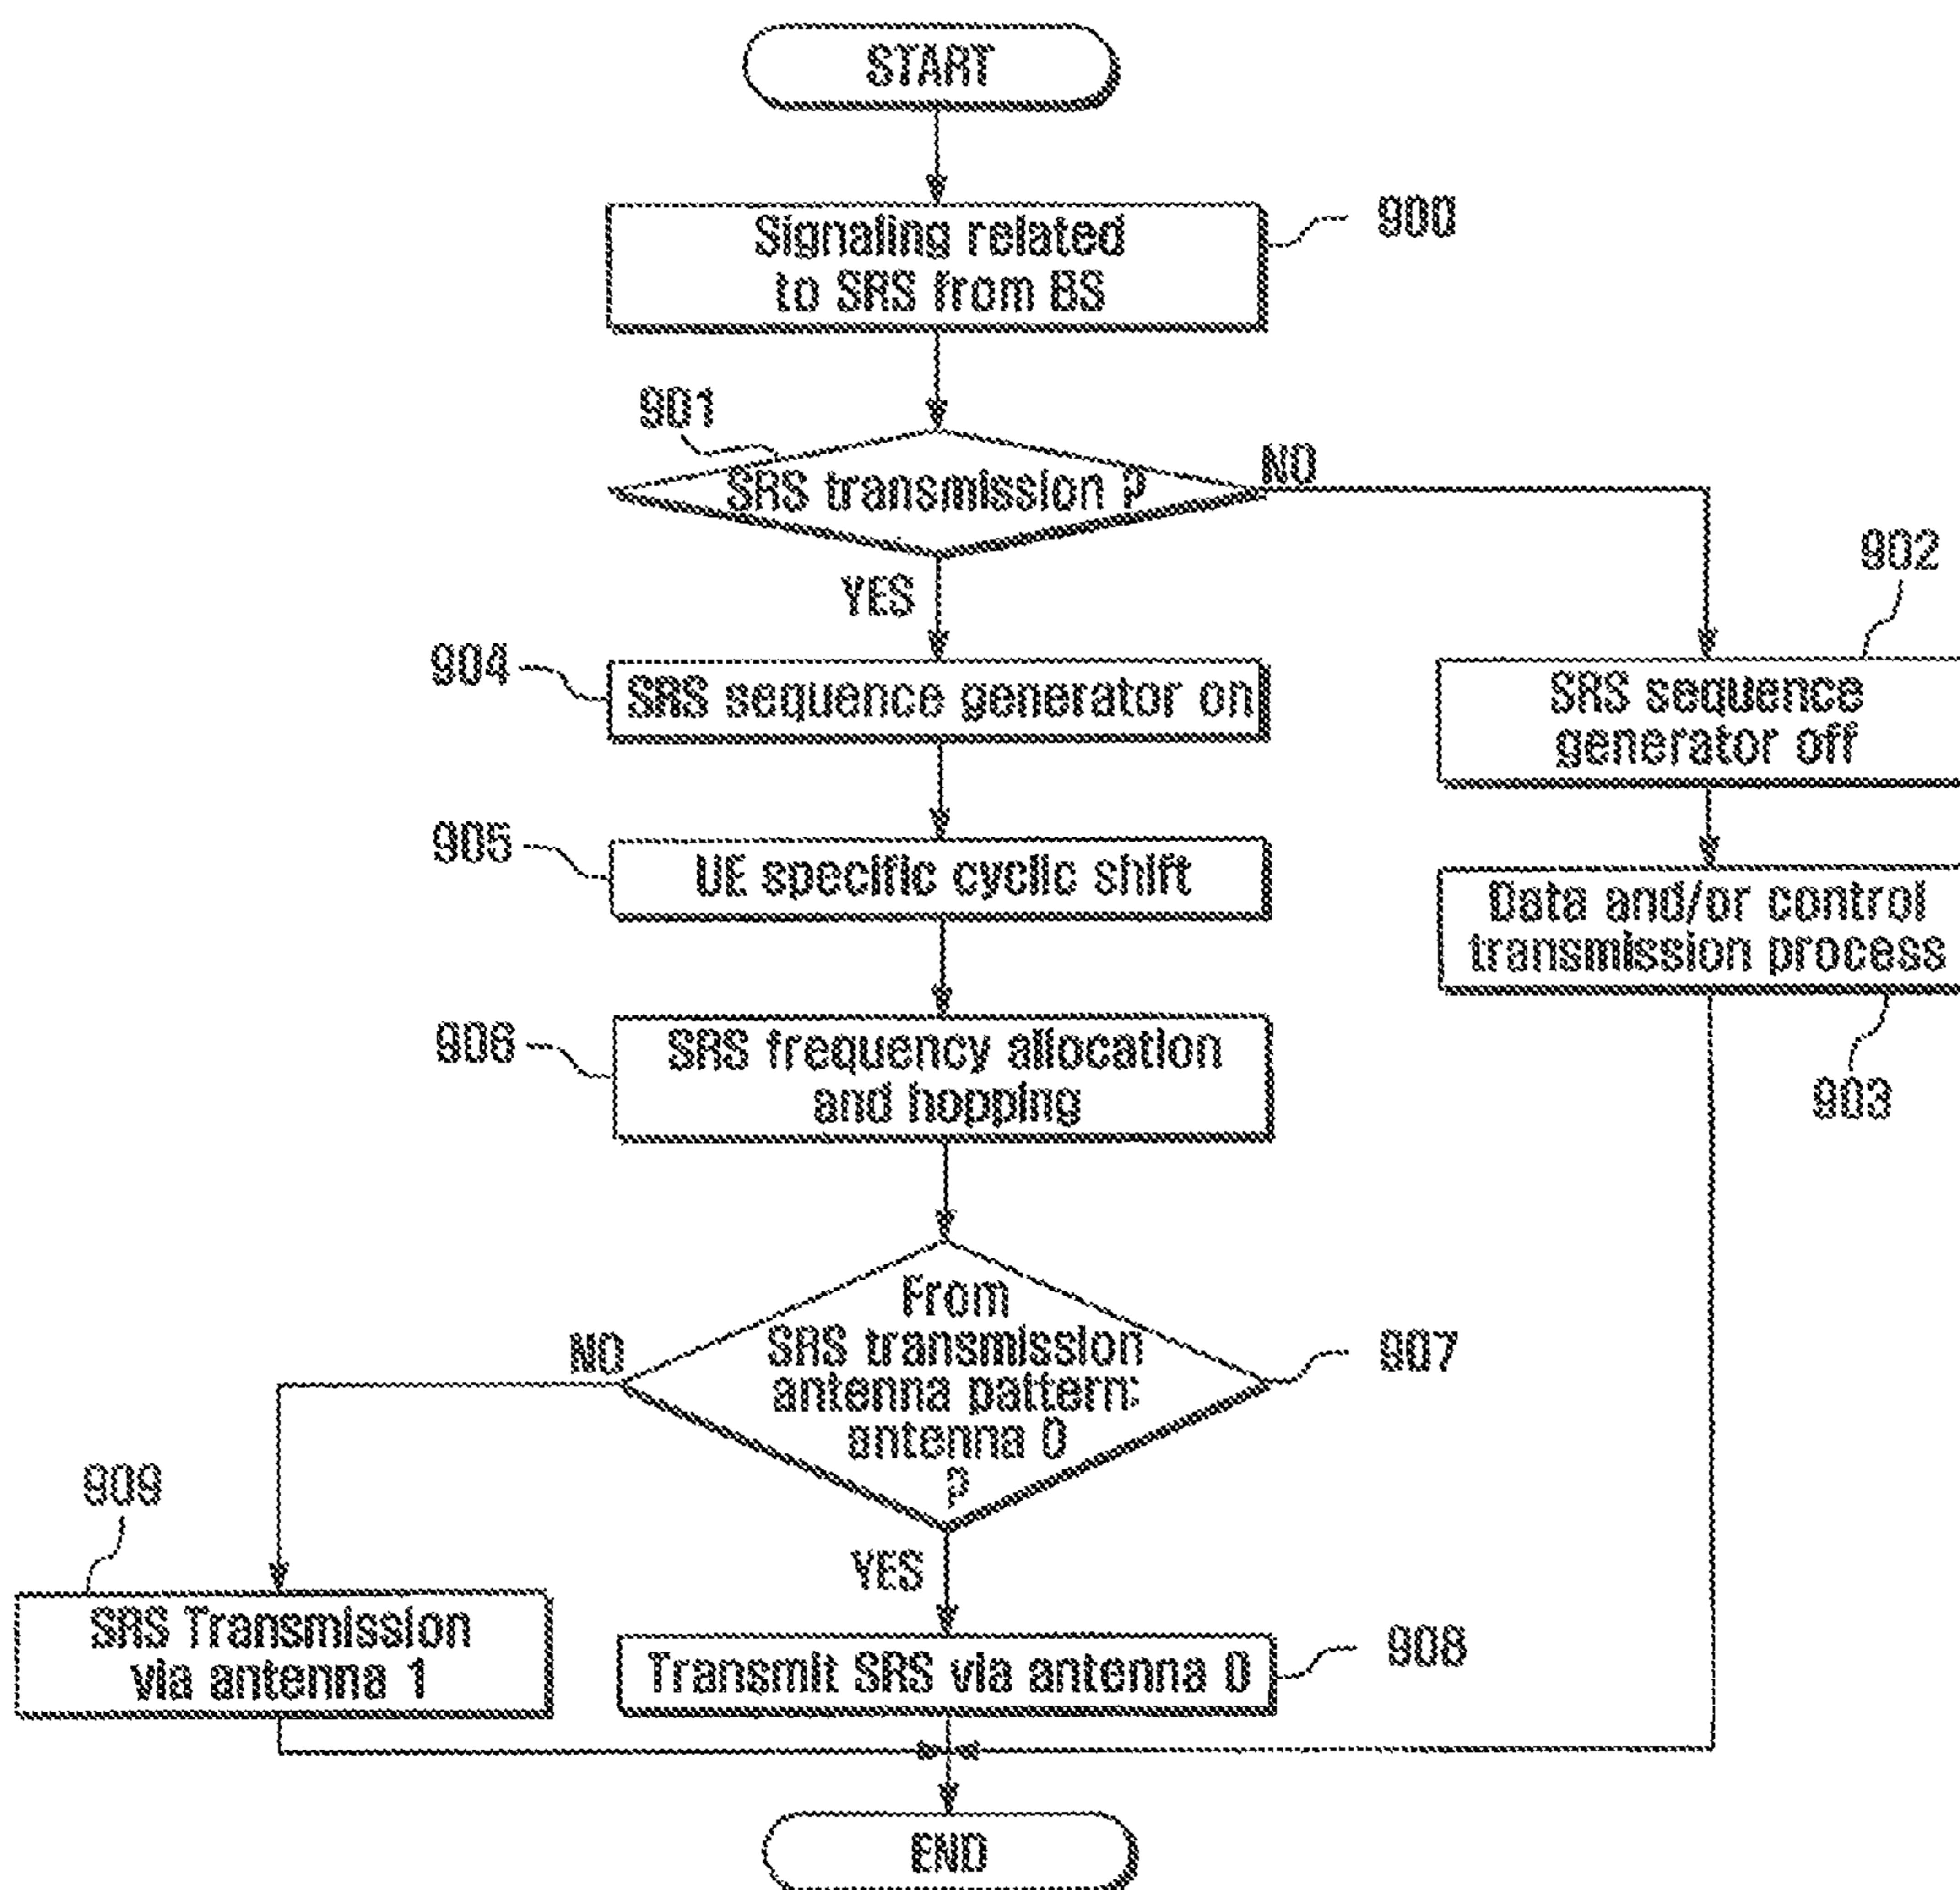 START
Signaling related
to SRS from BS
900
901
SRS transmission ?
NO
YES
902
904
SRS sequence generator on
SRS sequence
generator off
905
UE specific cyclic shift
Data and/or control
transmission process
903
906
SRS frequency allocation
and hopping
From
SRS transmission
antenna pattern:
antenna 0
?
907
NO
YES
909
SRS Transmission
via antenna 1
Transmit SRS via antenna 0
908
END